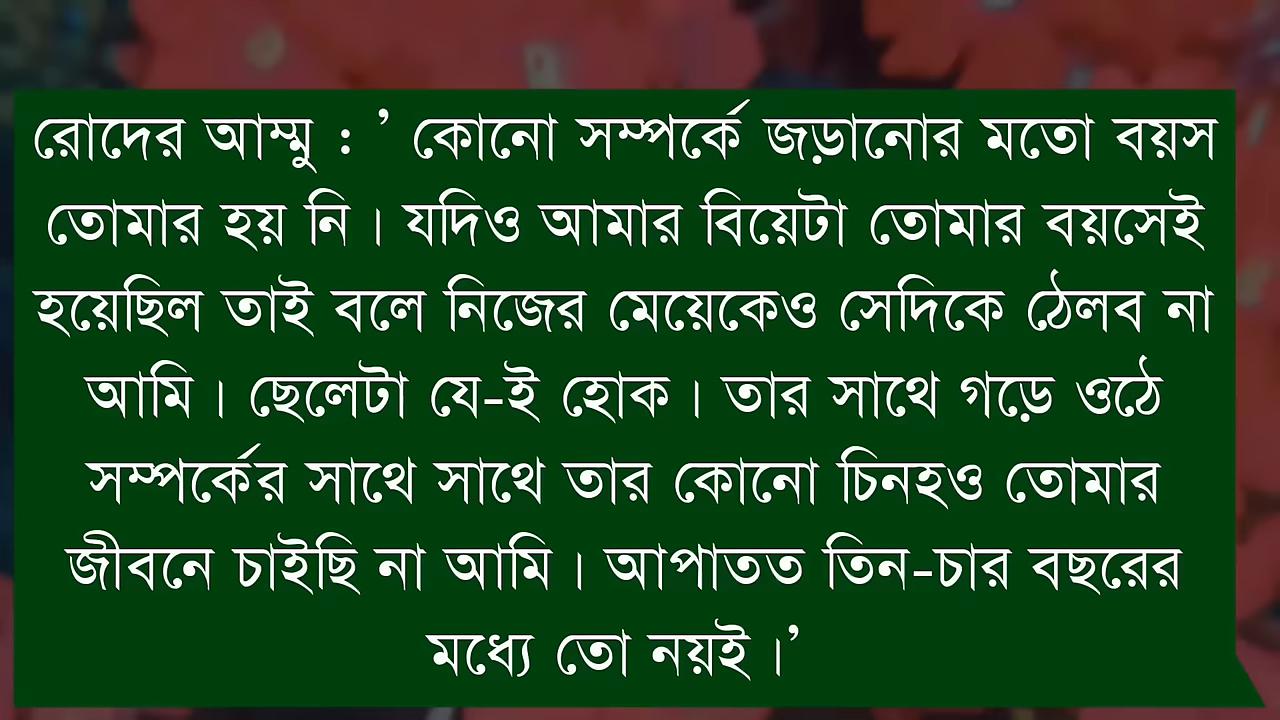 রোদের আম্মু : ’ কোনো সম্পর্কে জড়ানোর মতো বয়স
তোমার হয় নি । যদিও আমার বিয়েটা তোমার বয়সেই
হয়েছিল তাই বলে নিজের মেয়েকেও সেদিকে ঠেলব না
আমি । ছেলেটা যে-ই হোক । তার সাথে গড়ে ওঠে
সম্পর্কের সাথে সাথে তার কোনো চিনহও তোমার
জীবনে চাইছি না আমি । আপাতত তিন-চার বছরের
মধ্যে তো নয়ই ।’